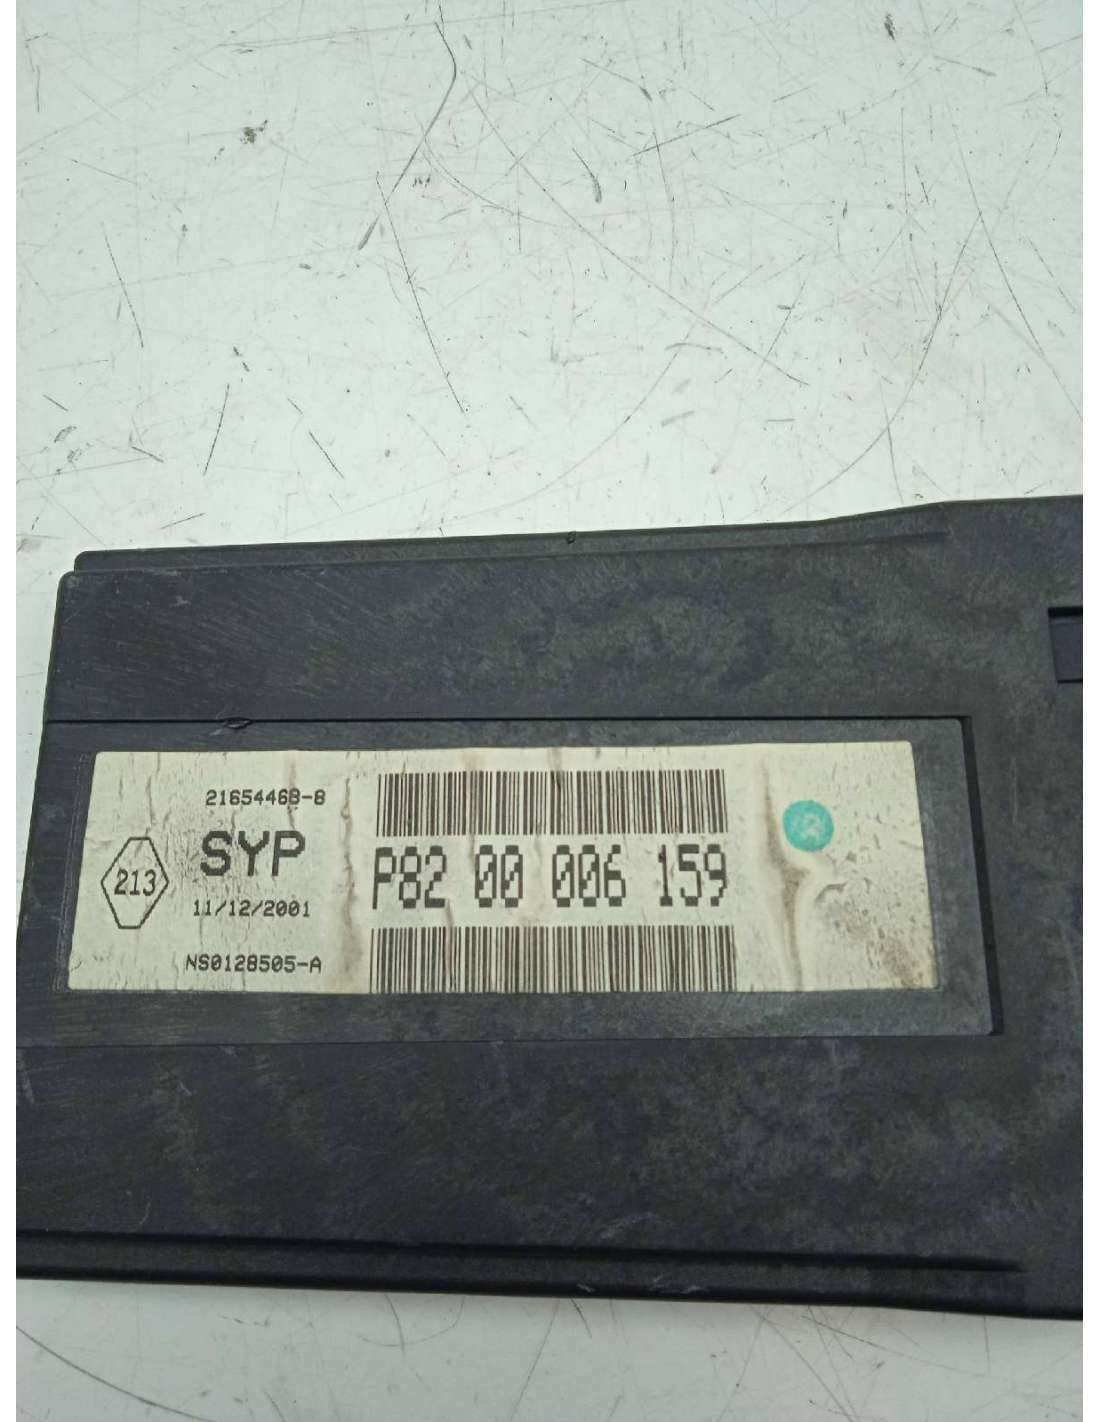 21654468-8
SYP
213
11/12/2001
NS0128505-A
P82 00 006 159